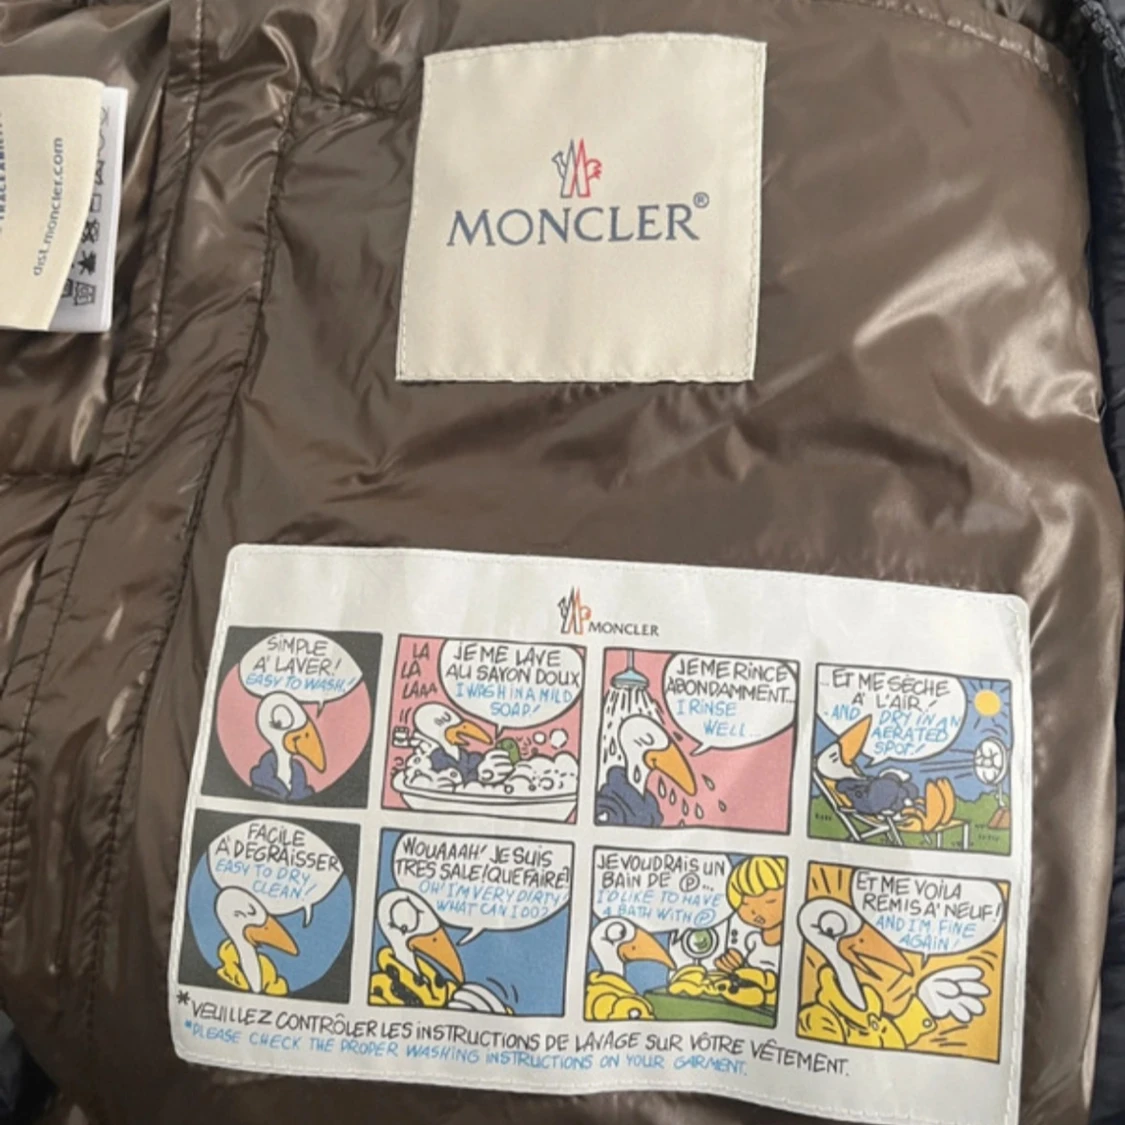 dist.moncler.com
MONCLER®
MONCLER
SIMPLE
A' LAVER!
EASY TO WASH!
LA
LA
LAAA
JE ME LAVE
AU SAVON DOUX
I WASH IN A MILD
SOAP!
JE ME RINCE
ABONDAMMENT...
I RINSE
WELL...
...ET ME SÈCHE
A' L'AIR!
-AND DRY IN AN
AERATED
SPOT!
FACILE
A' DEGRAISSER
EASY TO DRY
CLEAN!
WOUAAAH! JE SUIS
TRES SALE! QUE FAIRE?
OH! I'M VERY DIRTY!
WHAT CAN I DO?
JE VOUDRAIS UN
BAIN DE Ⓟ...
I'D LIKE TO HAVE
A BATH WITH Ⓟ
ET ME VOILA
REMIS A' NEUF!
AND I'M FINE
AGAIN!
*VEUILLEZ CONTRÔLER LES INSTRUCTIONS DE LAVAGE SUR VÔTRE VÊTEMENT.
*PLEASE CHECK THE PROPER WASHING INSTRUCTIONS ON YOUR GARMENT.